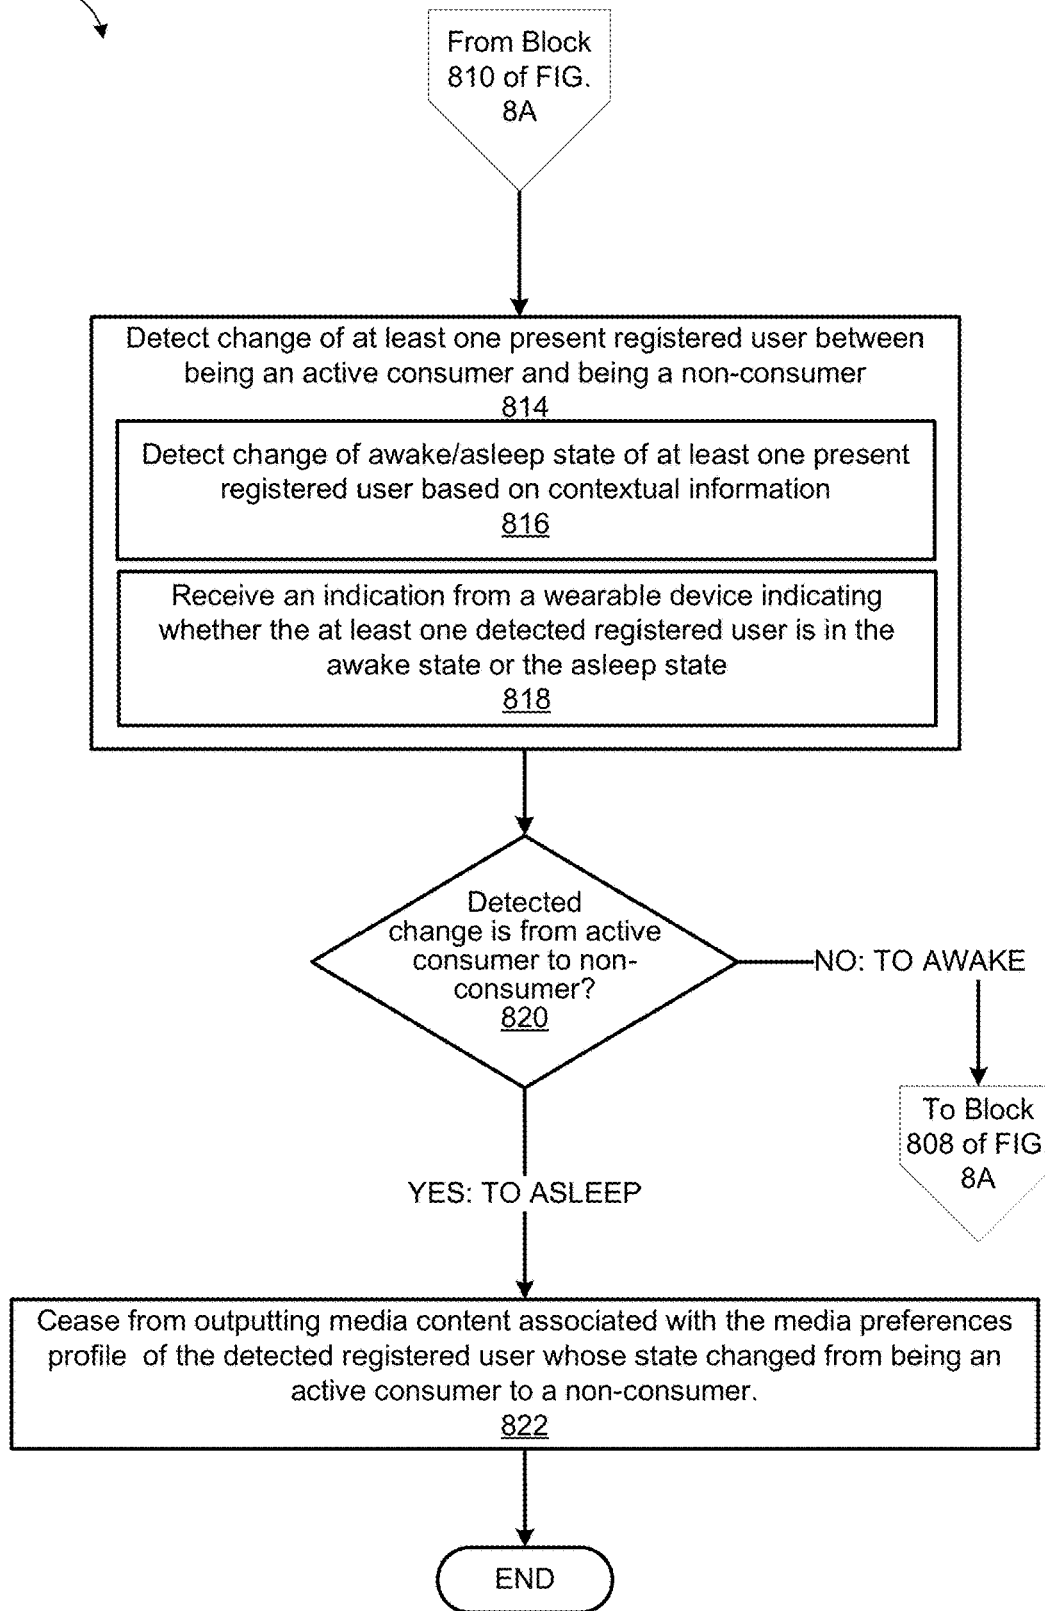 From Block
810 of FIG.
8A
Detect change of at least one present registered user between
being an active consumer and being a non-consumer
814
Detect change of awake/asleep state of at least one present
registered user based on contextual information
816
Receive an indication from a wearable device indicating
whether the at least one detected registered user is in the
awake state or the asleep state
818
Detected
change is from active
consumer to non-
consumer?
820
NO: TO AWAKE
To Block
808 of FIG
8A
YES: TO ASLEEP
Cease from outputting media content associated with the media preferences
profile of the detected registered user whose state changed from being an
active consumer to a non-consumer.
822
END